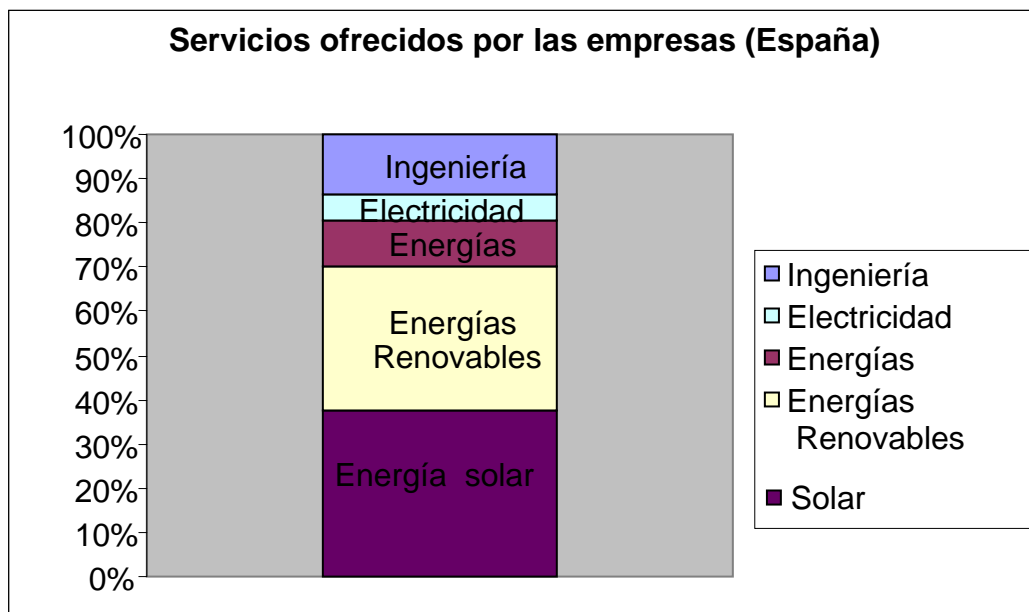 Servicios ofrecidos por las empresas (España)
100%
90%
80%
70%
60%
50%
40%
30%
20%
10%
0%
Ingeniería
Electricidad
Energías
Energías
Renovables
Energía solar
Ingeniería
Electricidad
Energías
Energías
Renovables
Solar